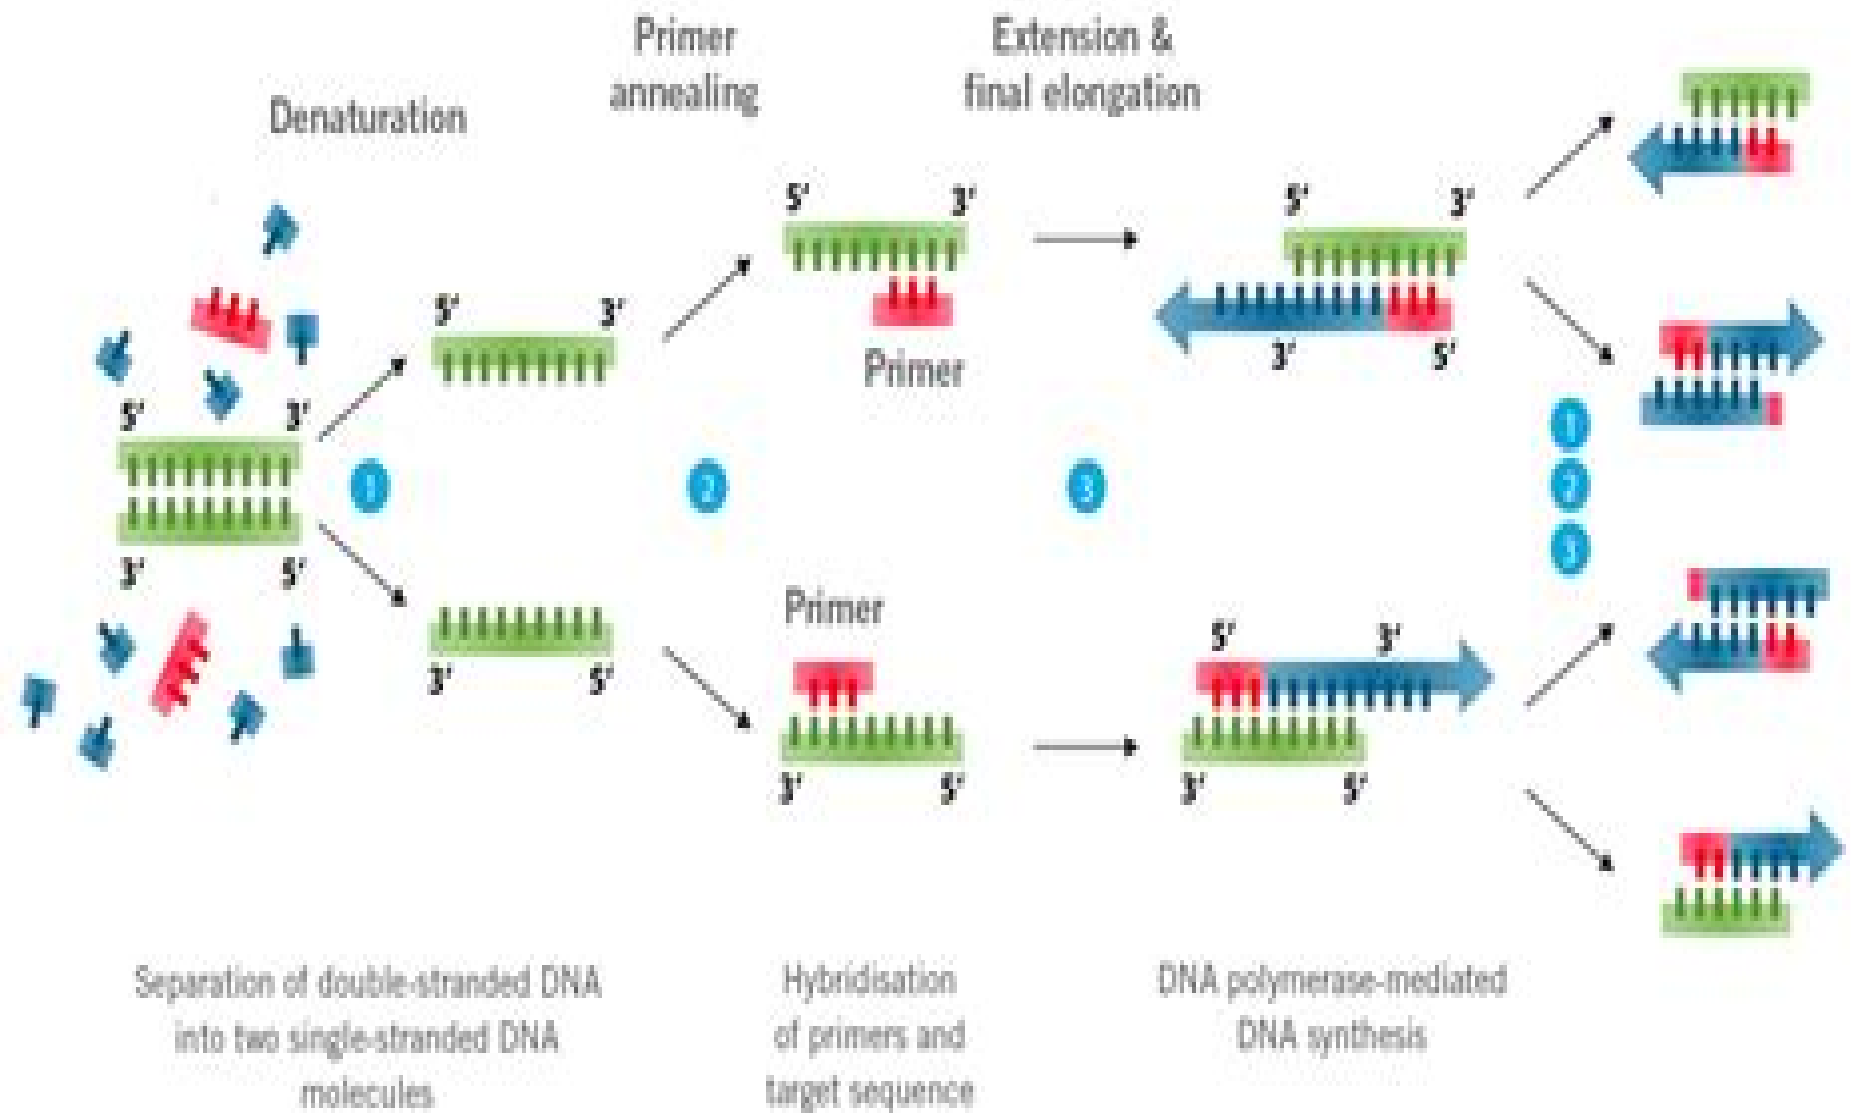 Primer
annealing
Extension &
final elongation
Denaturation
5' 3'
5' 3'
5' 3'
5' 3'
Primer
3' 5'
1
2
3
1
2
3
3' 5'
Primer
5' 3'
3' 5'
3' 5'
3' 5'
Separation of double-stranded DNA
into two single-stranded DNA
molecules
Hybridisation
of primers and
target sequence
DNA polymerase-mediated
DNA synthesis